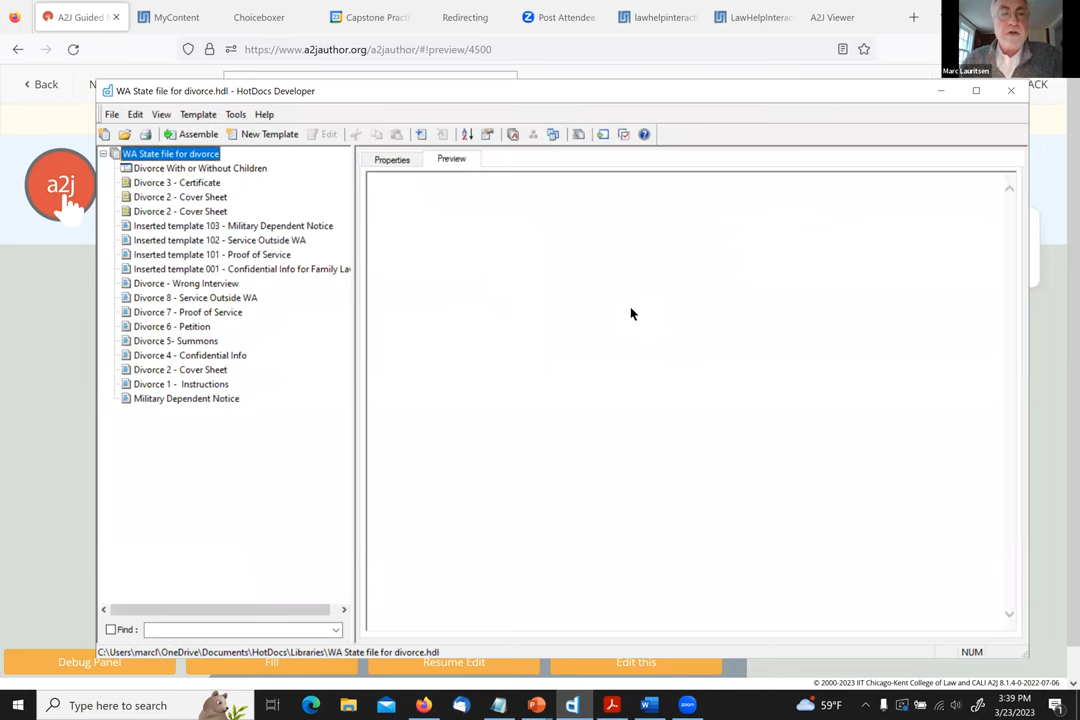 A2J Guided I
MyContent
Choiceboxer
Capstone Practi
Redirecting
Post Attendee
lawhelpinterac
LawHelpInterac
A2J Viewer
https://www.a2jauthor.org/a2jauthor/#!preview/4500
Marc Lauritsen
Back
N
ACK
WA State file for divorce.hdl - HotDocs Developer
File Edit View Template Tools Help
Assemble New Template Edit
a2j
WA State file for divorce
Divorce With or Without Children
Divorce 3 - Certificate
Divorce 2 - Cover Sheet
Divorce 2 - Cover Sheet
Inserted template 103 - Military Dependent Notice
Inserted template 102 - Service Outside WA
Inserted template 101 - Proof of Service
Inserted template 001 - Confidential Info for Family La
Divorce - Wrong Interview
Divorce 8 - Service Outside WA
Divorce 7 - Proof of Service
Divorce 6 - Petition
Divorce 5- Summons
Divorce 4 - Confidential Info
Divorce 2 - Cover Sheet
Divorce 1 - Instructions
Military Dependent Notice
Properties Preview
Find :
C:\Users\marcl\OneDrive\Documents\HotDocs\Libraries\WA State file for divorce.hdl
NUM
Debug Panel
Fill
Resume Edit
Edit this
© 2000-2023 IIT Chicago-Kent College of Law and CALI A2J 8.1.4-0-2022-07-06
Type here to search
zoom
59°F
3:39 PM
3/23/2023
1